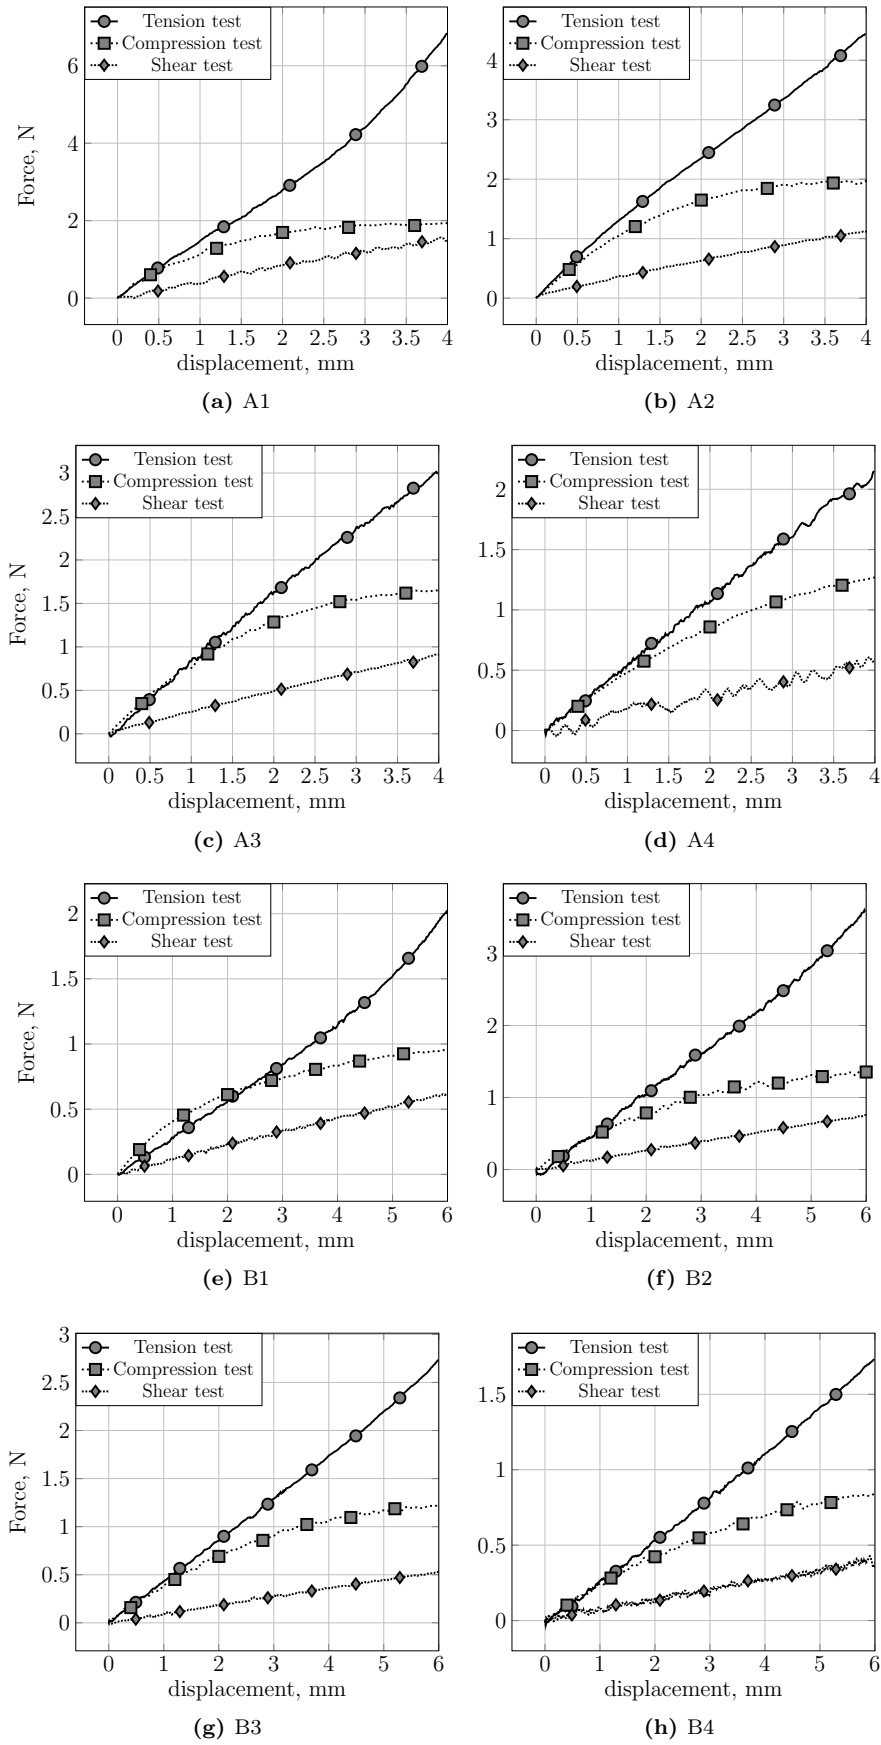 Tension test
Compression test
Shear test
6
4
2
0
Force, N
0 0.5 1 1.5 2 2.5 3 3.5 4
displacement, mm
(a) A1
Tension test
Compression test
Shear test
4
3
2
1
0
0 0.5 1 1.5 2 2.5 3 3.5 4
displacement, mm
(b) A2
Tension test
Compression test
Shear test
3
2.5
2
1.5
1
0.5
0
Force, N
0 0.5 1 1.5 2 2.5 3 3.5 4
displacement, mm
(c) A3
Tension test
Compression test
Shear test
2
1.5
1
0.5
0
0 0.5 1 1.5 2 2.5 3 3.5 4
displacement, mm
(d) A4
Tension test
Compression test
Shear test
2
1.5
1
0.5
0
Force, N
0 1 2 3 4 5 6
displacement, mm
(e) B1
Tension test
Compression test
Shear test
3
2
1
0
0 1 2 3 4 5 6
displacement, mm
(f) B2
Tension test
Compression test
Shear test
3
2.5
2
1.5
1
0.5
0
Force, N
0 1 2 3 4 5 6
displacement, mm
(g) B3
Tension test
Compression test
Shear test
1.5
1
0.5
0
0 1 2 3 4 5 6
displacement, mm
(h) B4